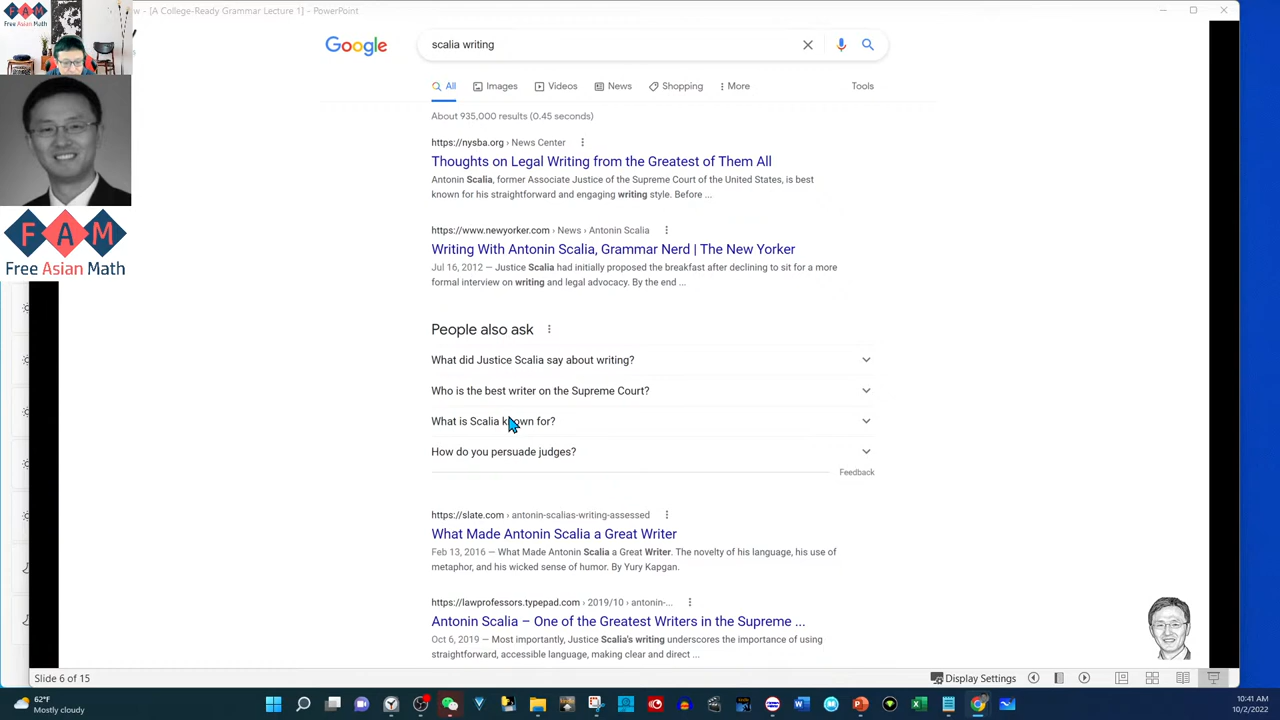 FAM
Free Asian Math
w - [A College-Ready Grammar Lecture 1] - PowerPoint
Google
scalia writing
All
Images
Videos
News
Shopping
More
Tools
About 935,000 results (0.45 seconds)
https://nysba.org › News Center
Thoughts on Legal Writing from the Greatest of Them All
Antonin Scalia, former Associate Justice of the Supreme Court of the United States, is best
known for his straightforward and engaging writing style. Before ...
https://www.newyorker.com › News › Antonin Scalia
Writing With Antonin Scalia, Grammar Nerd | The New Yorker
Jul 16, 2012 — Justice Scalia had initially proposed the breakfast after declining to sit for a more
formal interview on writing and legal advocacy. By the end ...
FAM
Free Asian Math
People also ask
What did Justice Scalia say about writing?
Who is the best writer on the Supreme Court?
What is Scalia known for?
How do you persuade judges?
Feedback
https://slate.com › antonin-scalias-writing-assessed
What Made Antonin Scalia a Great Writer
Feb 13, 2016 — What Made Antonin Scalia a Great Writer. The novelty of his language, his use of
metaphor, and his wicked sense of humor. By Yury Kapgan.
https://lawprofessors.typepad.com › 2019/10 › antonin-...
Antonin Scalia – One of the Greatest Writers in the Supreme ...
Oct 6, 2019 — Most importantly, Justice Scalia's writing underscores the importance of using
straightforward, accessible language, making clear and direct ...
Slide 6 of 15
Display Settings
62°F
Mostly cloudy
10:41 AM
10/2/2022